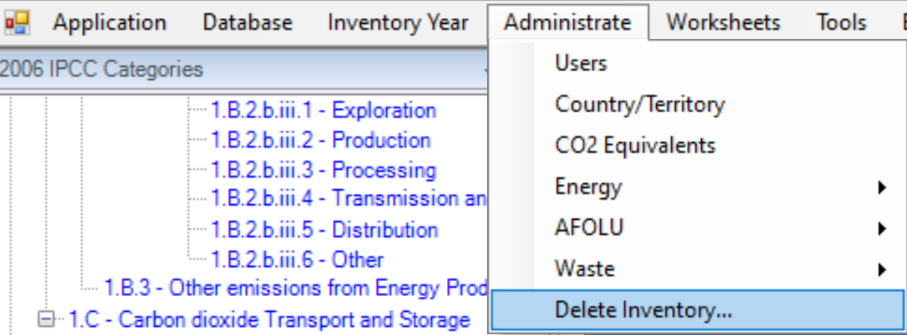 Application Database Inventory Year Administrate Worksheets Tools
2006 IPCC Categories
1.B.2.b.iii.1 - Exploration
1.B.2.b.iii.2 - Production
1.B.2.b.iii.3 - Processing
1.B.2.b.iii.4 - Transmission an
1.B.2.b.iii.5 - Distribution
1.B.2.b.iii.6 - Other
1.B.3 - Other emissions from Energy Prod
1.C - Carbon dioxide Transport and Storage
Users
Country/Territory
CO2 Equivalents
Energy
AFOLU
Waste
Delete Inventory...